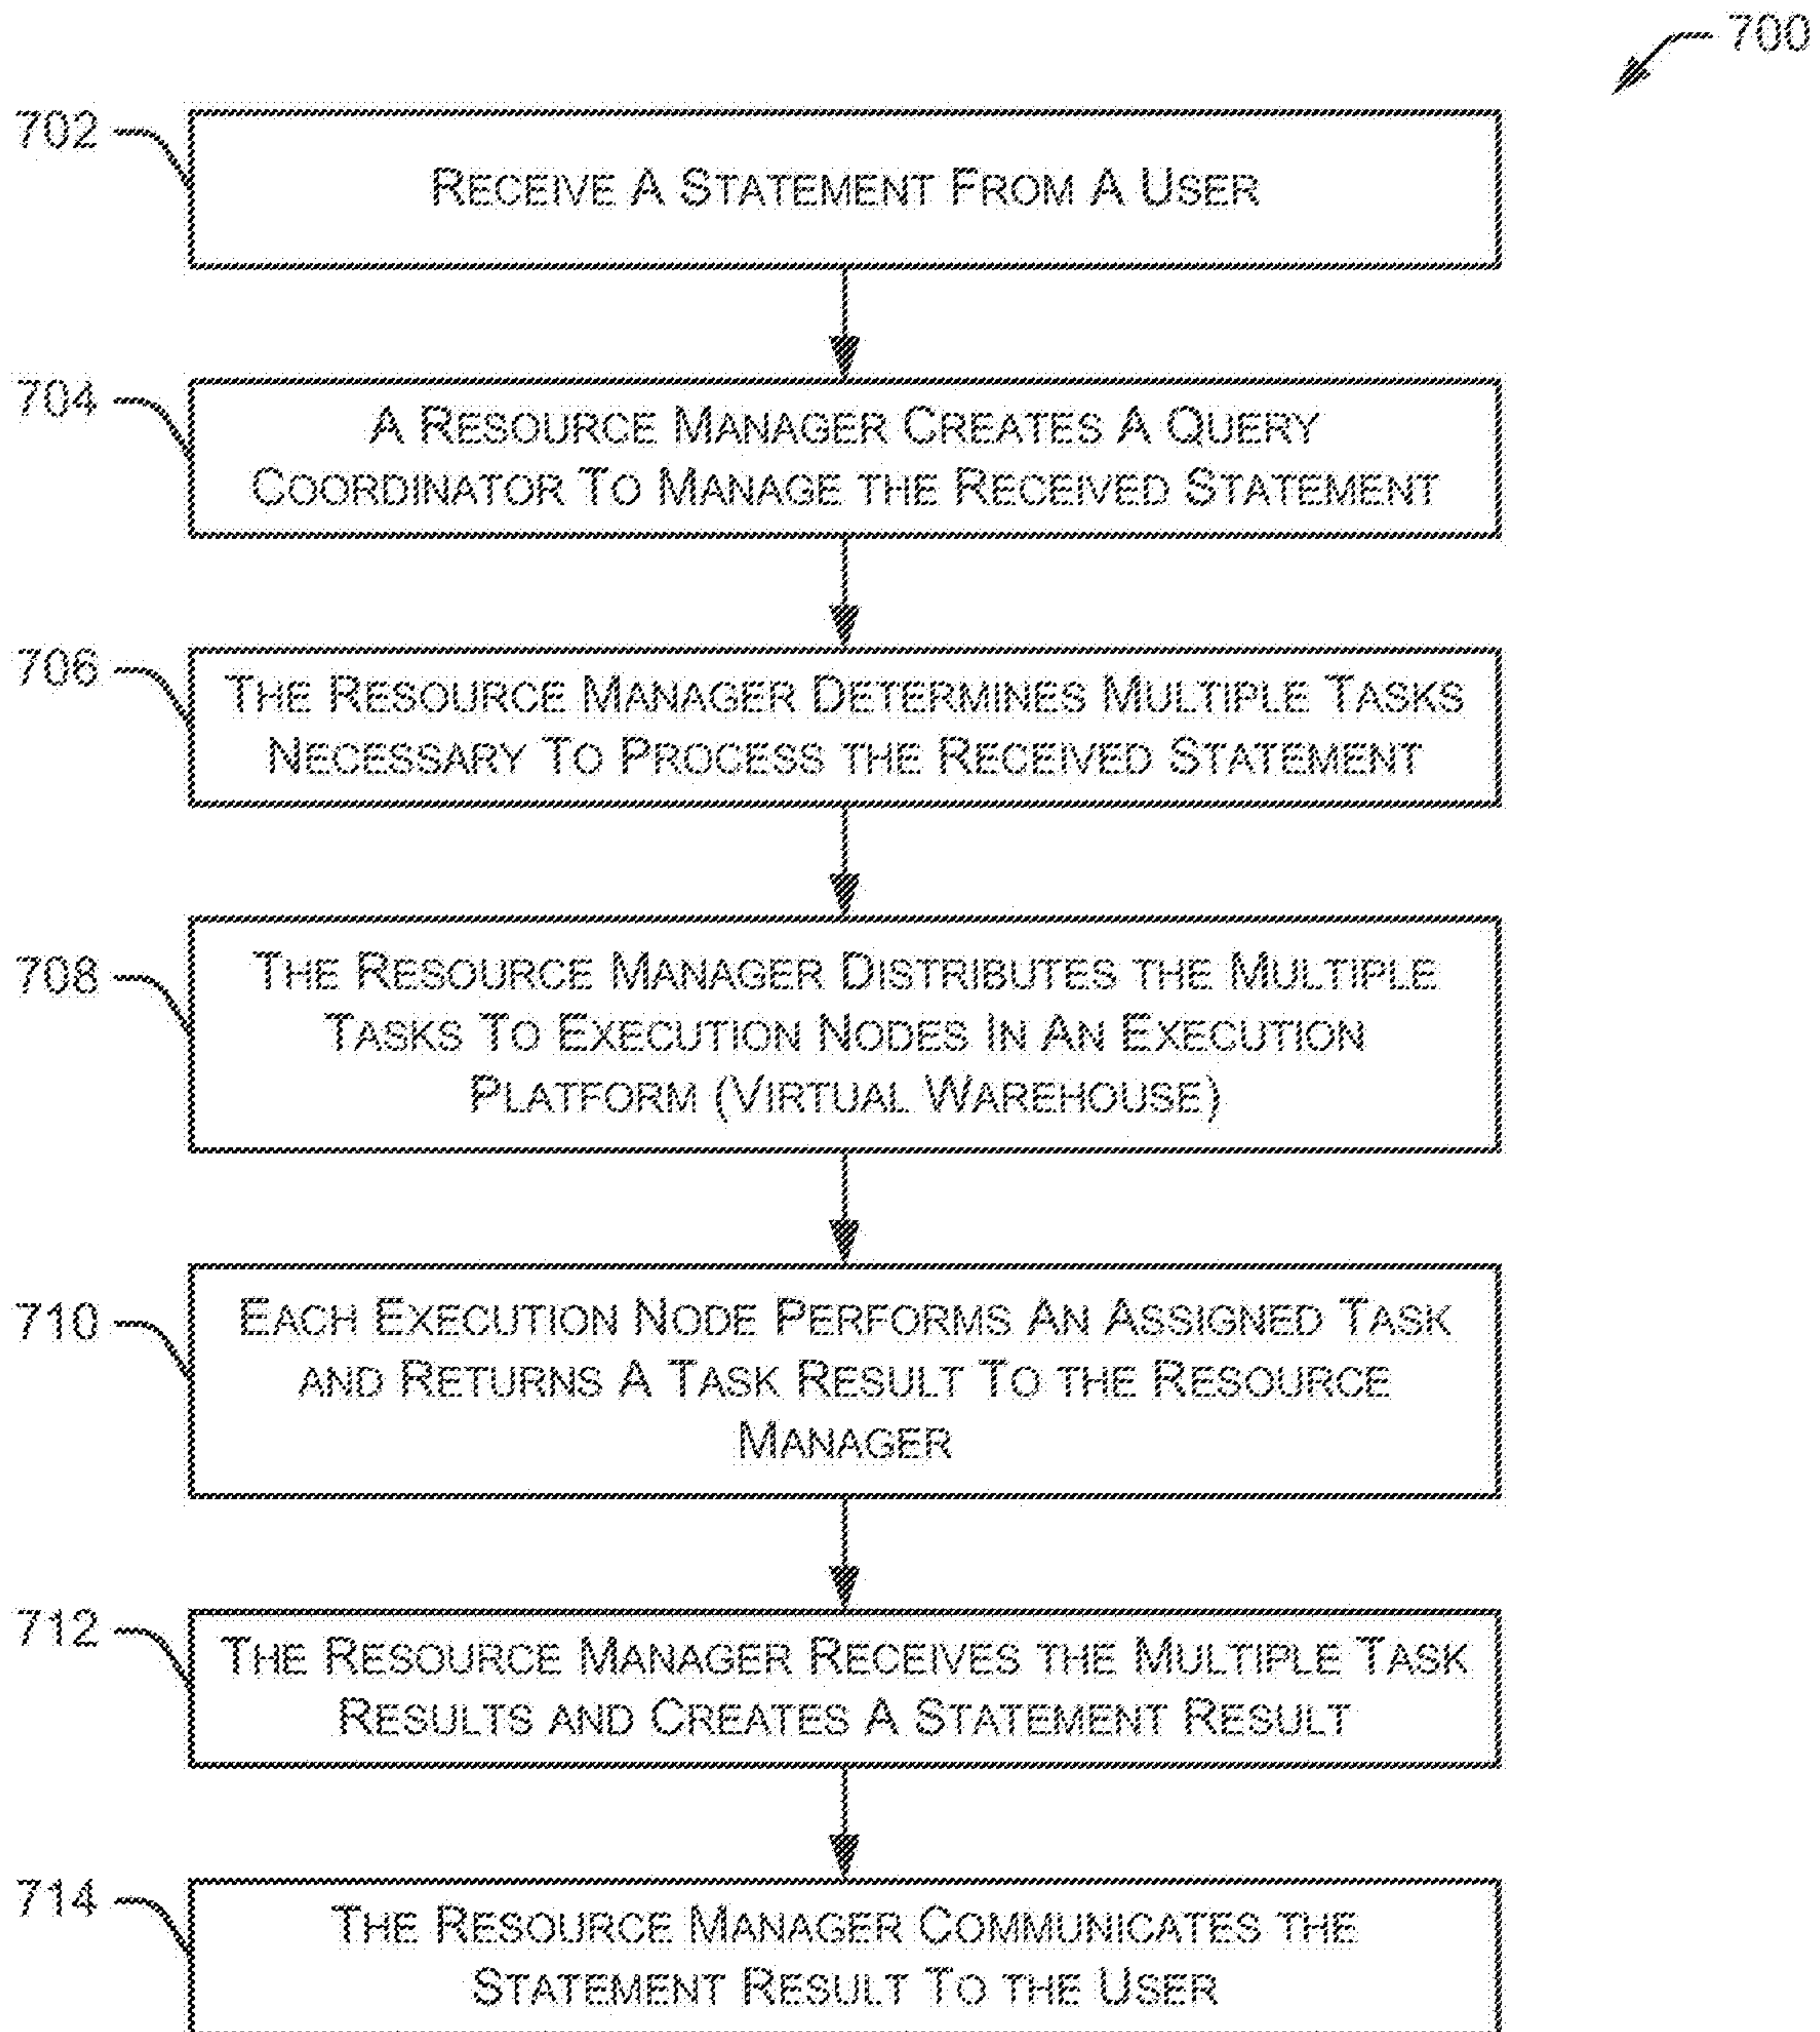 700
702
RECEIVE A STATEMENT FROM A USER
704
A RESOURCE MANAGER CREATES A QUERY
COORDINATOR TO MANAGE THE RECEIVED STATEMENT
706
THE RESOURCE MANAGER DETERMINES MULTIPLE TASKS
NECESSARY TO PROCESS THE RECEIVED STATEMENT
708
THE RESOURCE MANAGER DISTRIBUTES THE MULTIPLE
TASKS TO EXECUTION NODES IN AN EXECUTION
PLATFORM (VIRTUAL WAREHOUSE)
710
EACH EXECUTION NODE PERFORMS AN ASSIGNED TASK
AND RETURNS A TASK RESULT TO THE RESOURCE
MANAGER
712
THE RESOURCE MANAGER RECEIVES THE MULTIPLE TASK
RESULTS AND CREATES A STATEMENT RESULT
714
THE RESOURCE MANAGER COMMUNICATES THE
STATEMENT RESULT TO THE USER